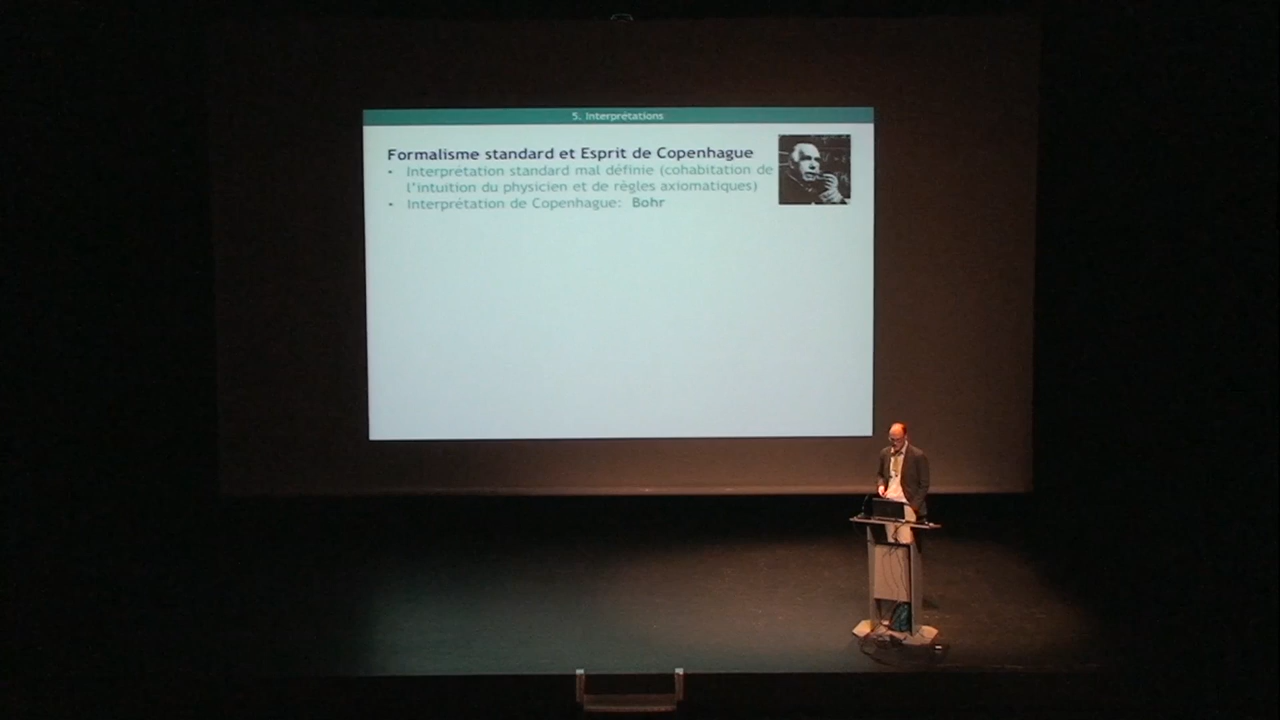 5. Interprétations
Formalisme standard et Esprit de Copenhague
• Interprétation standard mal définie (cohabitation de
l'intuition du physicien et de règles axiomatiques)
• Interprétation de Copenhague: Bohr